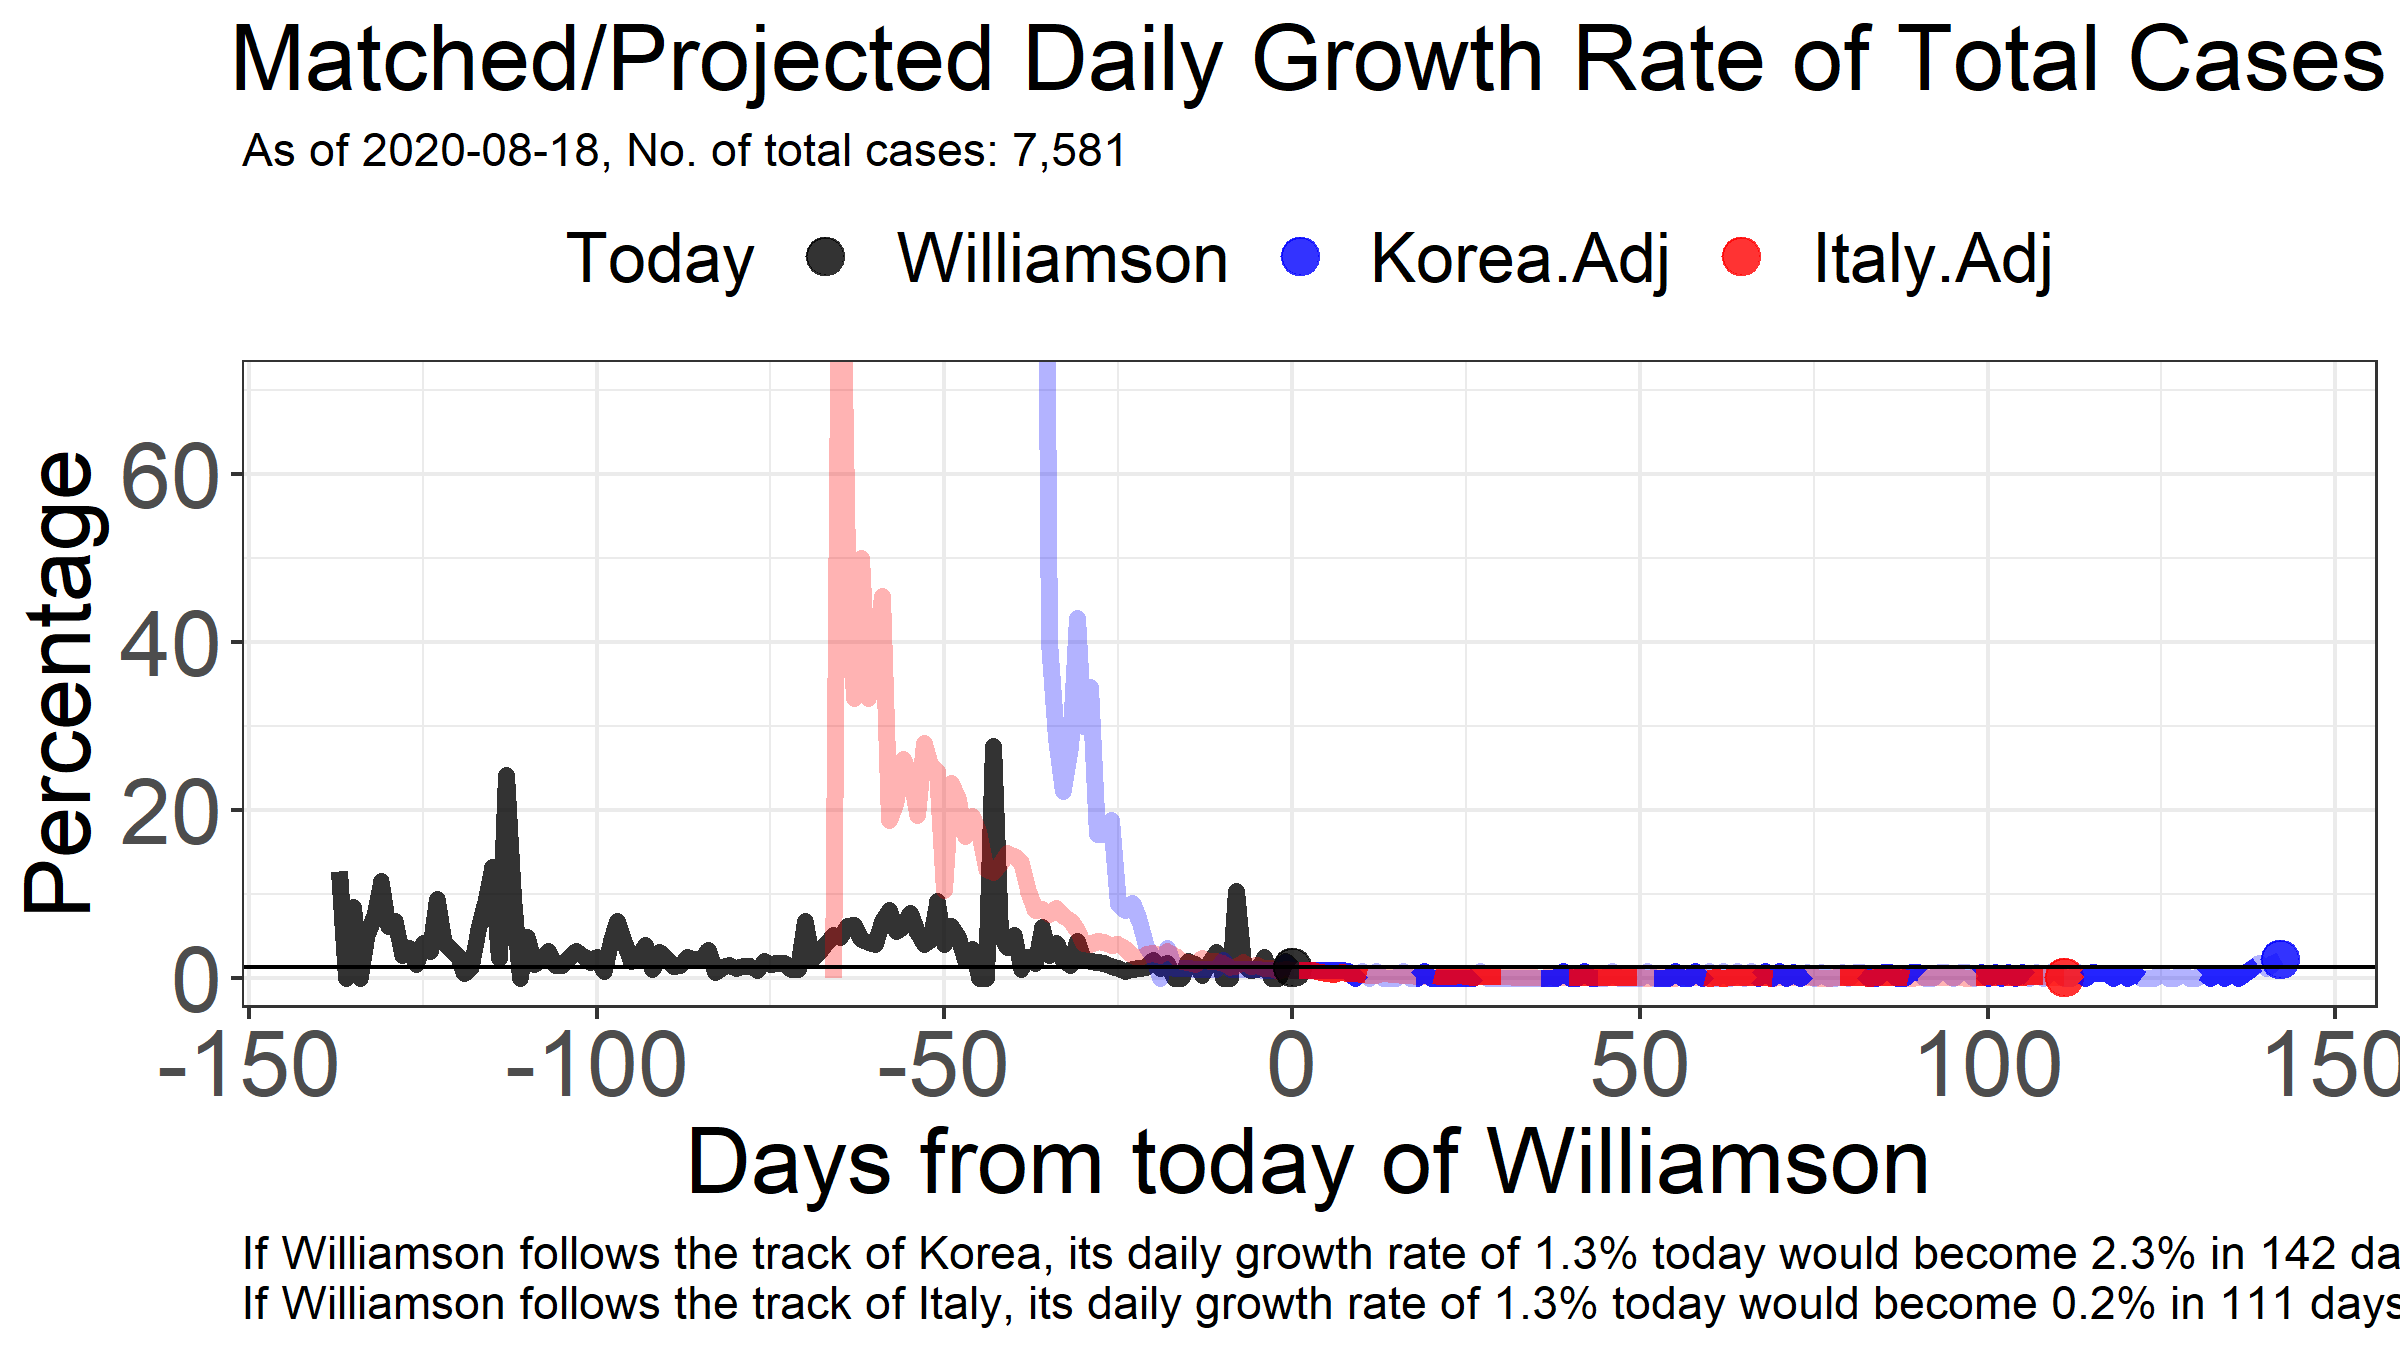 Matched/Projected Daily Growth Rate of Total Cases
As of 2020-08-18, No. of total cases: 7,581
Today Williamson Korea.Adj Italy.Adj
Percentage
60
40
20
0
-150 -100 -50 0 50 100 150
Days from today of Williamson
If Williamson follows the track of Korea, its daily growth rate of 1.3% today would become 2.3% in 142 da
If Williamson follows the track of Italy, its daily growth rate of 1.3% today would become 0.2% in 111 days